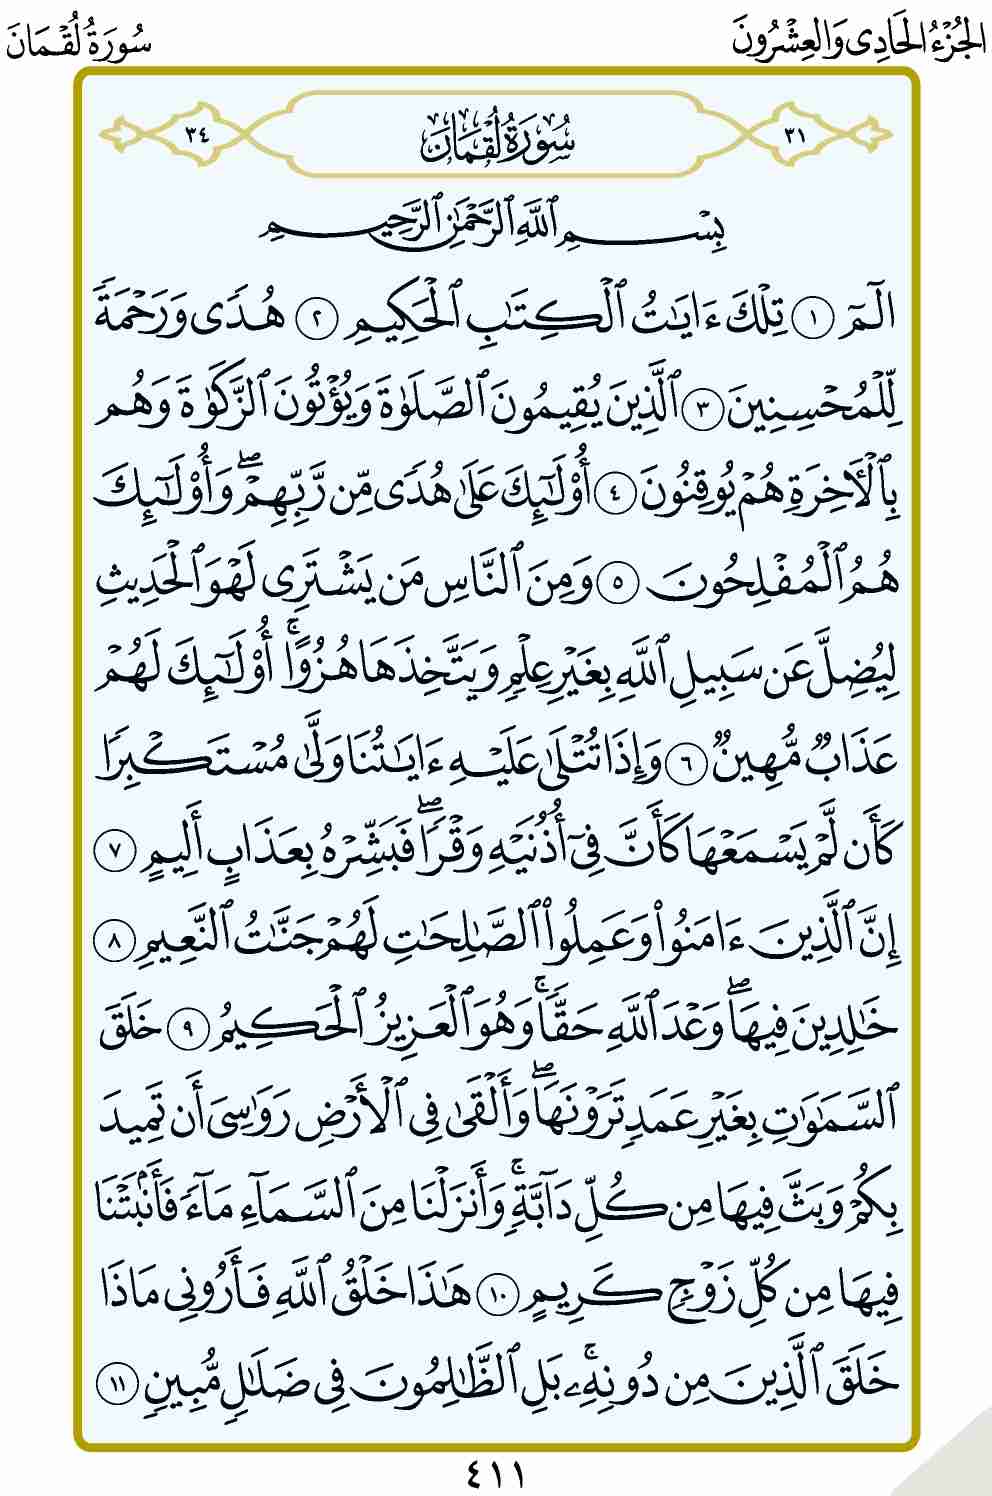 الجُزْءُ الحَادِى وَالعِشْرُونَ
سُورَةُ لُقْمَانَ
٣١
سُورَةُ لُقْمَانَ
٣٤
بِسْمِ ٱللَّهِ ٱلرَّحْمَٰنِ ٱلرَّحِيمِ
الٓمٓ ١ تِلْكَ ءَايَٰتُ ٱلْكِتَٰبِ ٱلْحَكِيمِ ٢ هُدًى وَرَحْمَةً
لِّلْمُحْسِنِينَ ٣ ٱلَّذِينَ يُقِيمُونَ ٱلصَّلَوٰةَ وَيُؤْتُونَ ٱلزَّكَوٰةَ وَهُم
بِٱلْأَخِرَةِ هُمْ يُوقِنُونَ ٤ أُوْلَٰٓئِكَ عَلَىٰ هُدًى مِّن رَّبِّهِمْ ۖ وَأُوْلَٰٓئِكَ
هُمُ ٱلْمُفْلِحُونَ ٥ وَمِنَ ٱلنَّاسِ مَن يَشْتَرِى لَهْوَ ٱلْحَدِيثِ
لِيُضِلَّ عَن سَبِيلِ ٱللَّهِ بِغَيْرِ عِلْمٍ وَيَتَّخِذَهَا هُزُوًا ۚ أُوْلَٰٓئِكَ لَهُمْ
عَذَابٌ مُّهِينٌ ٦ وَإِذَا تُتْلَىٰ عَلَيْهِ ءَايَٰتُنَا وَلَّىٰ مُسْتَكْبِرًا
كَأَن لَّمْ يَسْمَعْهَا كَأَنَّ فِىٓ أُذُنَيْهِ وَقْرًا ۖ فَبَشِّرْهُ بِعَذَابٍ أَلِيمٍ ٧
إِنَّ ٱلَّذِينَ ءَامَنُوا۟ وَعَمِلُوا۟ ٱلصَّٰلِحَٰتِ لَهُمْ جَنَّٰتُ ٱلنَّعِيمِ ٨
خَٰلِدِينَ فِيهَا ۖ وَعْدَ ٱللَّهِ حَقًّا ۚ وَهُوَ ٱلْعَزِيزُ ٱلْحَكِيمُ ٩ خَلَقَ
ٱلسَّمَٰوَٰتِ بِغَيْرِ عَمَدٍ تَرَوْنَهَا ۖ وَأَلْقَىٰ فِى ٱلْأَرْضِ رَوَٰسِىَ أَن تَمِيدَ
بِكُمْ وَبَثَّ فِيهَا مِن كُلِّ دَآبَّةٍ ۚ وَأَنزَلْنَا مِنَ ٱلسَّمَآءِ مَآءً فَأَنۢبَتْنَا
فِيهَا مِن كُلِّ زَوْجٍ كَرِيمٍ ١٠ هَٰذَا خَلْقُ ٱللَّهِ فَأَرُونِى مَاذَا
خَلَقَ ٱلَّذِينَ مِن دُونِهِۦ ۚ بَلِ ٱلظَّٰلِمُونَ فِى ضَلَٰلٍ مُّبِينٍ ١١
٤١١